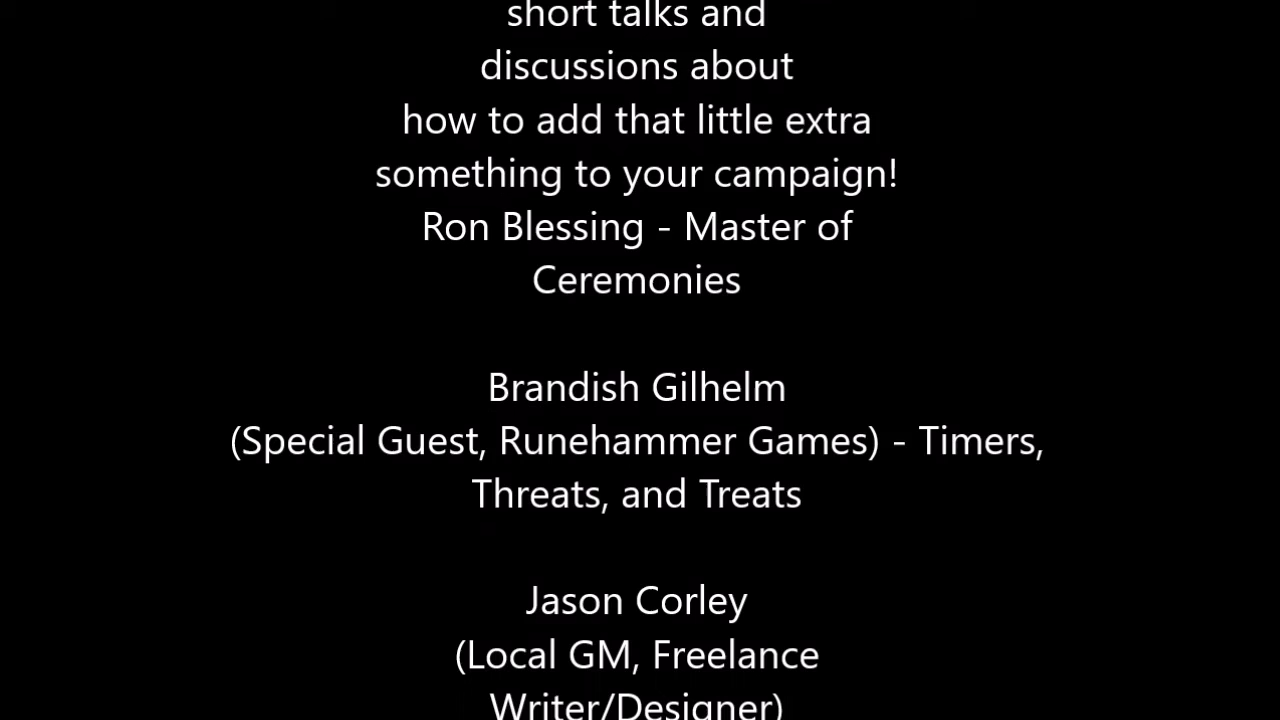 short talks and
discussions about
how to add that little extra
something to your campaign!
Ron Blessing - Master of
Ceremonies
Brandish Gilhelm
(Special Guest, Runehammer Games) - Timers,
Threats, and Treats
Jason Corley
(Local GM, Freelance
Writer/Designer)